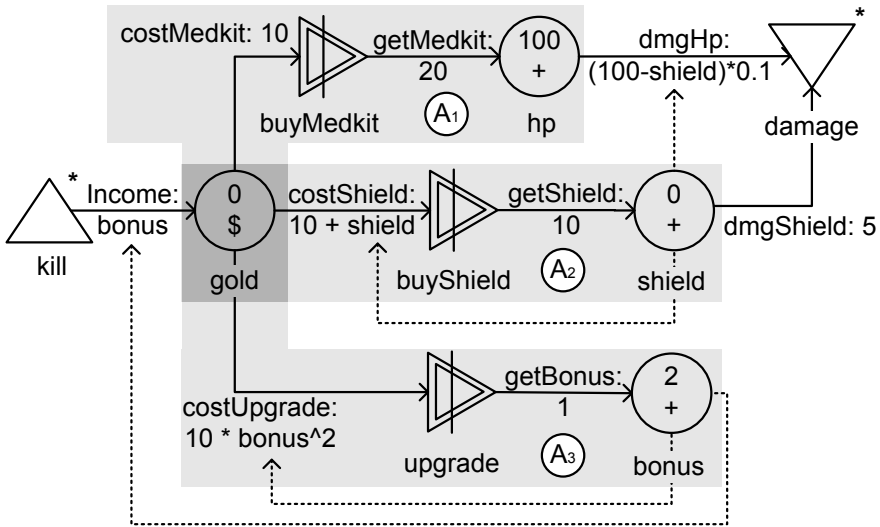 costMedkit: 10
getMedkit:
20
100
+
dmgHp:
(100-shield)*0.1
*
buyMedkit
A1
hp
damage
*
Income:
bonus
0
$
costShield:
10 + shield
getShield:
10
0
+
dmgShield: 5
kill
gold
buyShield
A2
shield
costUpgrade:
10 * bonus^2
getBonus:
1
2
+
upgrade
A3
bonus